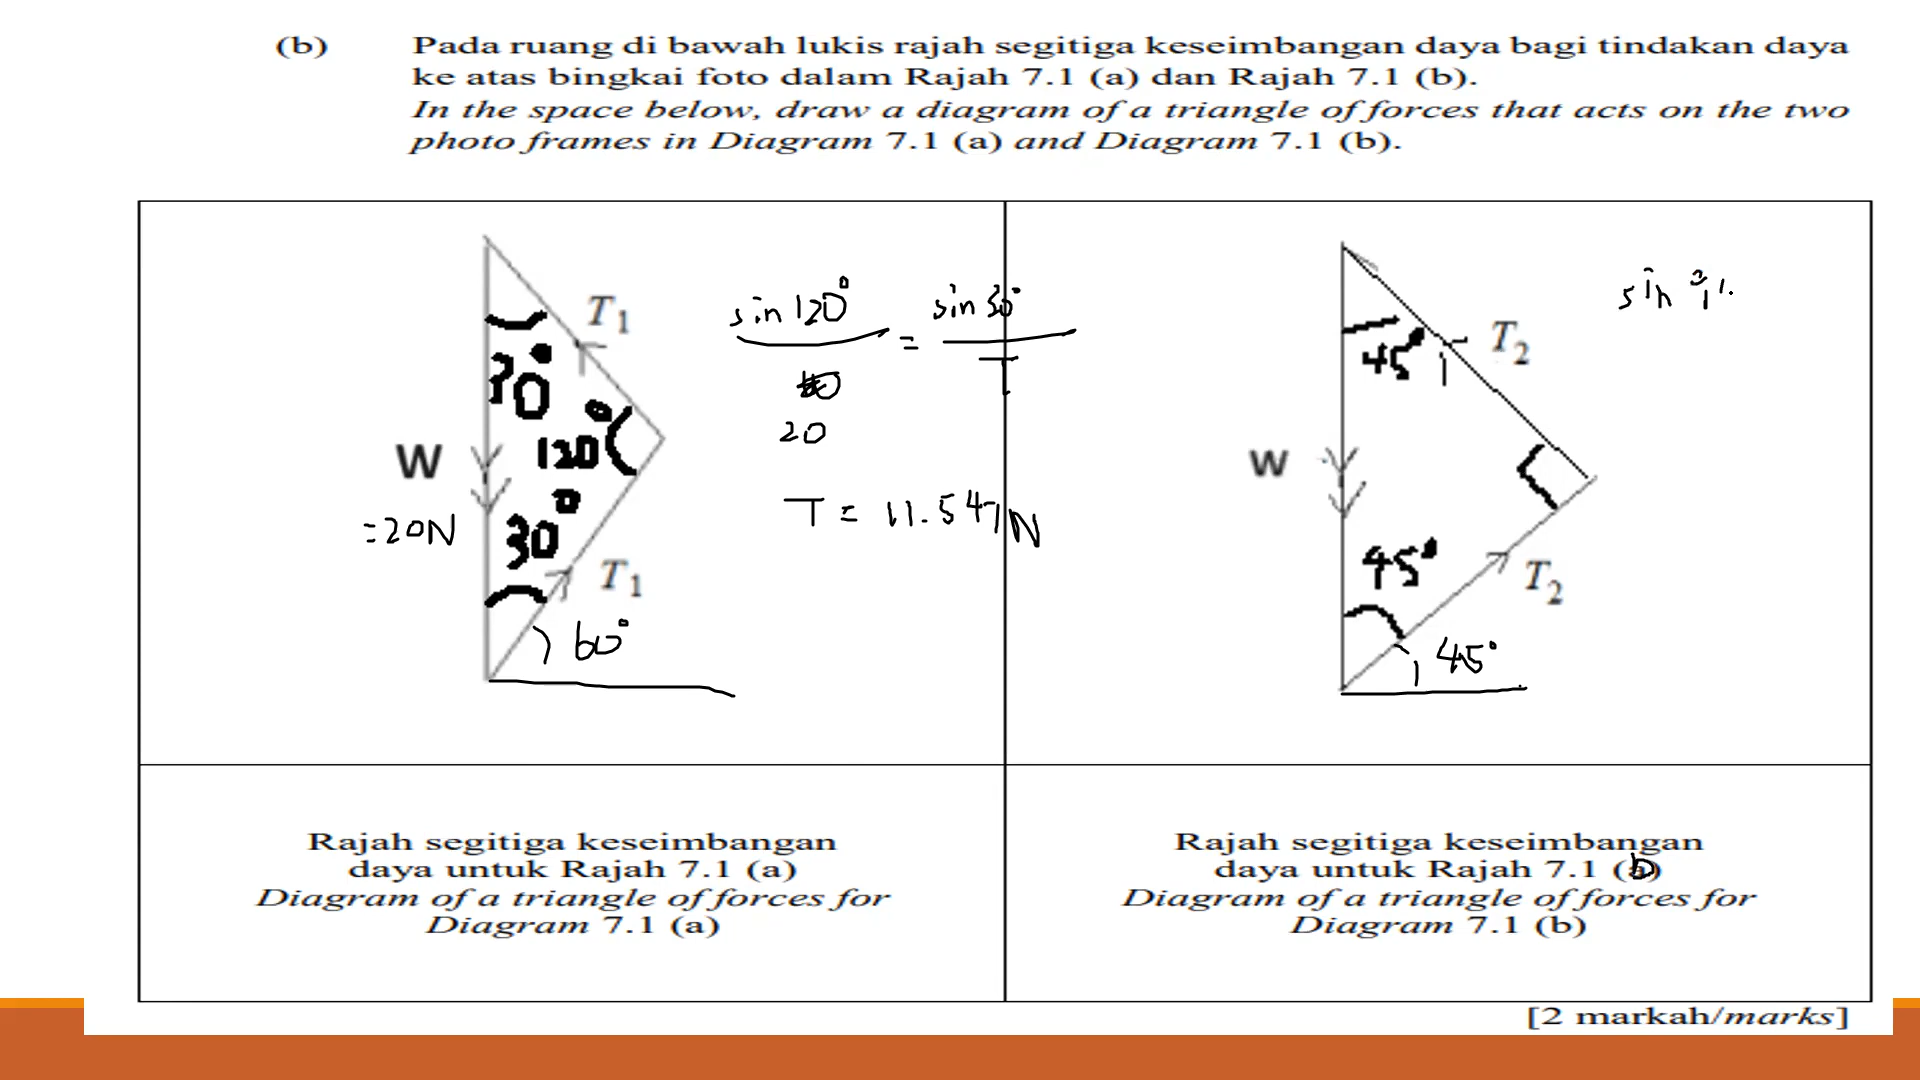 (b) Pada ruang di bawah lukis rajah segitiga keseimbangan daya bagi tindakan daya
ke atas bingkai foto dalam Rajah 7.1 (a) dan Rajah 7.1 (b).
In the space below, draw a diagram of a triangle of forces that acts on the two
photo frames in Diagram 7.1 (a) and Diagram 7.1 (b).
T1
30°
120°
W
=20N
30°
T1
60°
sin 120° = sin 30°
20 T
T = 11.547 N
sin
T2
45°
W
45°
T2
45°
Rajah segitiga keseimbangan
daya untuk Rajah 7.1 (a)
Diagram of a triangle of forces for
Diagram 7.1 (a)
Rajah segitiga keseimbangan
daya untuk Rajah 7.1 (b)
Diagram of a triangle of forces for
Diagram 7.1 (b)
[2 markah/marks]